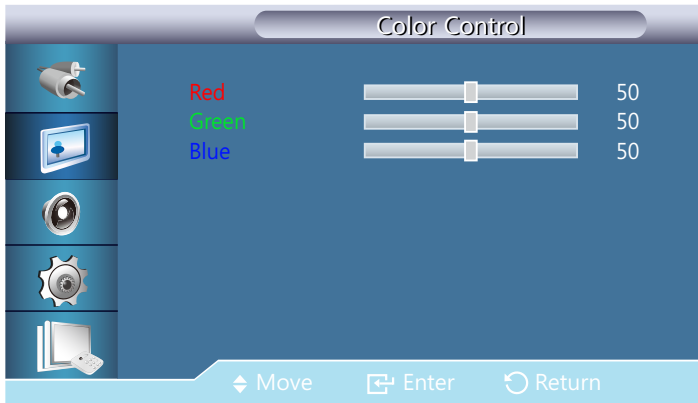 Color Control
Red 50
Green 50
Blue 50
Move Enter Return